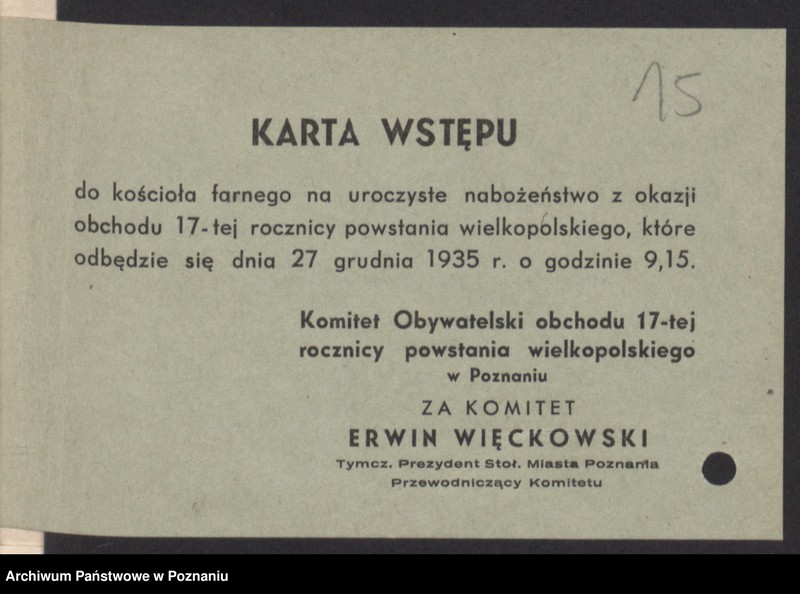 15
KARTA WSTĘPU
do kościoła farnego na uroczyste nabożeństwo z okazji
obchodu 17-tej rocznicy powstania wielkopólskiego, które
odbędzie się dnia 27 grudnia 1935 r. o godzinie 9,15.
Komitet Obywatelski obchodu 17-tej
rocznicy powstania wielkopolskiego
w Poznaniu
ZA KOMITET
ERWIN WIĘCKOWSKI
Tymcz. Prezydent Stoł. Miasta Poznania
Przewodniczący Komitetu
Archiwum Państwowe w Poznaniu